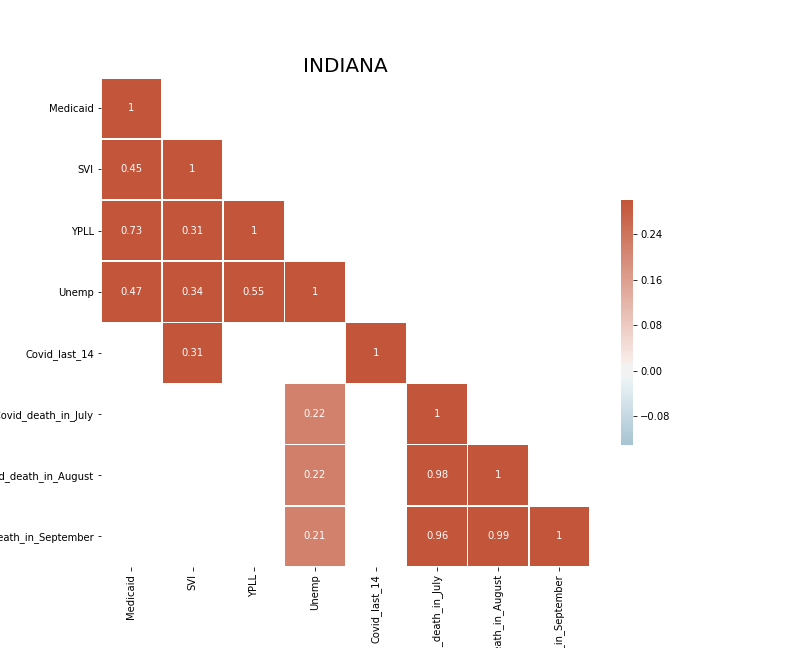 INDIANA
Medicaid 1
SVI 0.45 1
YPLL 0.73 0.31 1
Unemp 0.47 0.34 0.55 1
Covid_last_14 0.31 1
ovid_death_in_July 0.22 1
d_death_in_August 0.22 0.98 1
eath_in_September 0.21 0.96 0.99 1
Medicaid
SVI
YPLL
Unemp
Covid_last_14
_death_in_July
eath_in_August
_in_September
0.24
0.16
0.08
0.00
−0.08